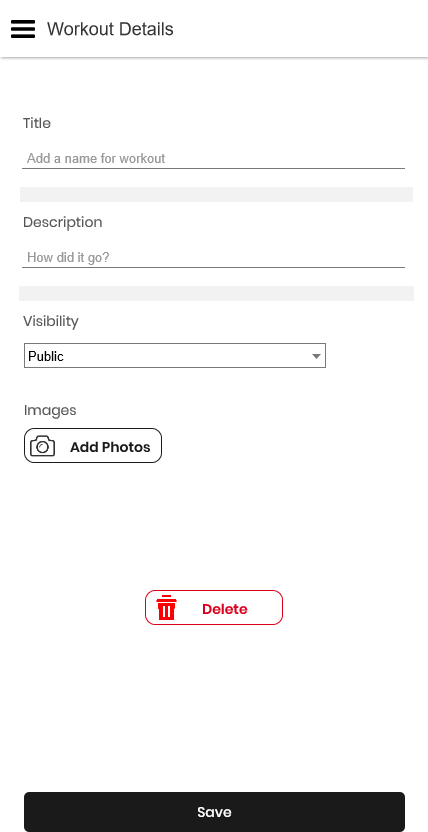 Workout Details
Title
Add a name for workout
Description
How did it go?
Visibility
Public
Images
Add Photos
Delete
Save